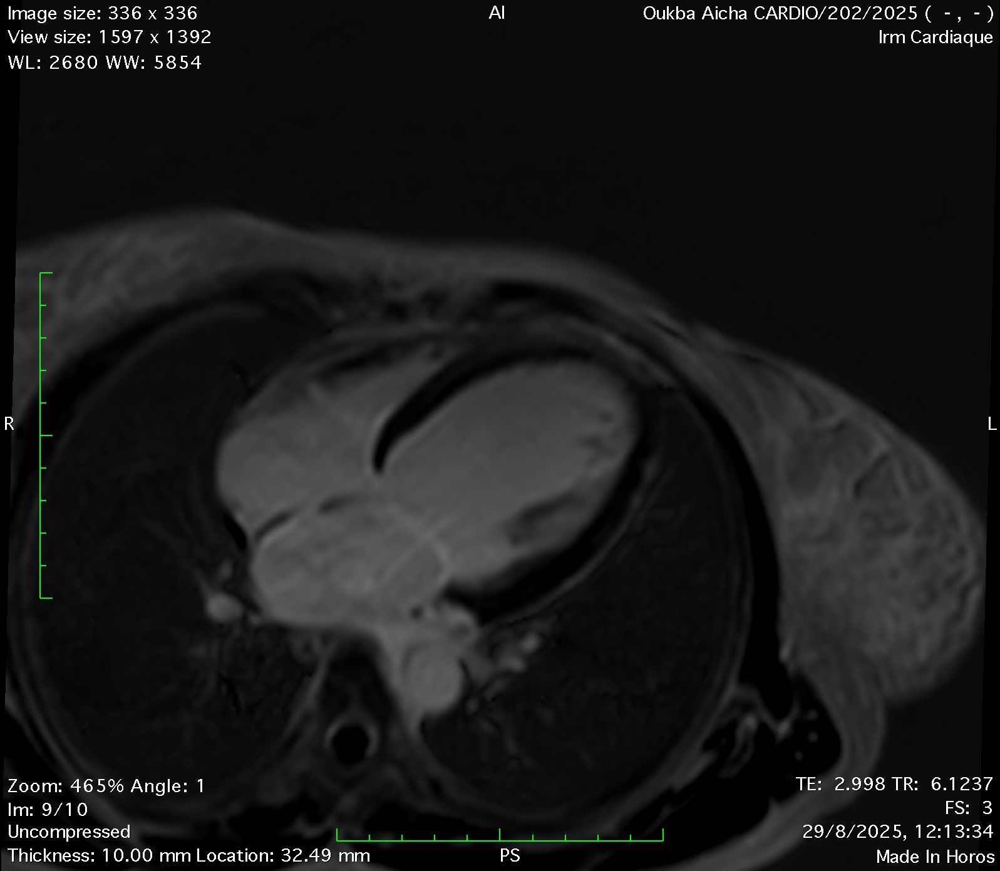 Image size: 336 x 336
View size: 1597 x 1392
WL: 2680 WW: 5854
AI
Oukba Aicha CARDIO/202/2025 ( - , - )
Irm Cardiaque
R
L
Zoom: 465% Angle: 1
Im: 9/10
Uncompressed
Thickness: 10.00 mm Location: 32.49 mm
PS
TE: 2.998 TR: 6.1237
FS: 3
29/8/2025, 12:13:34
Made In Horos